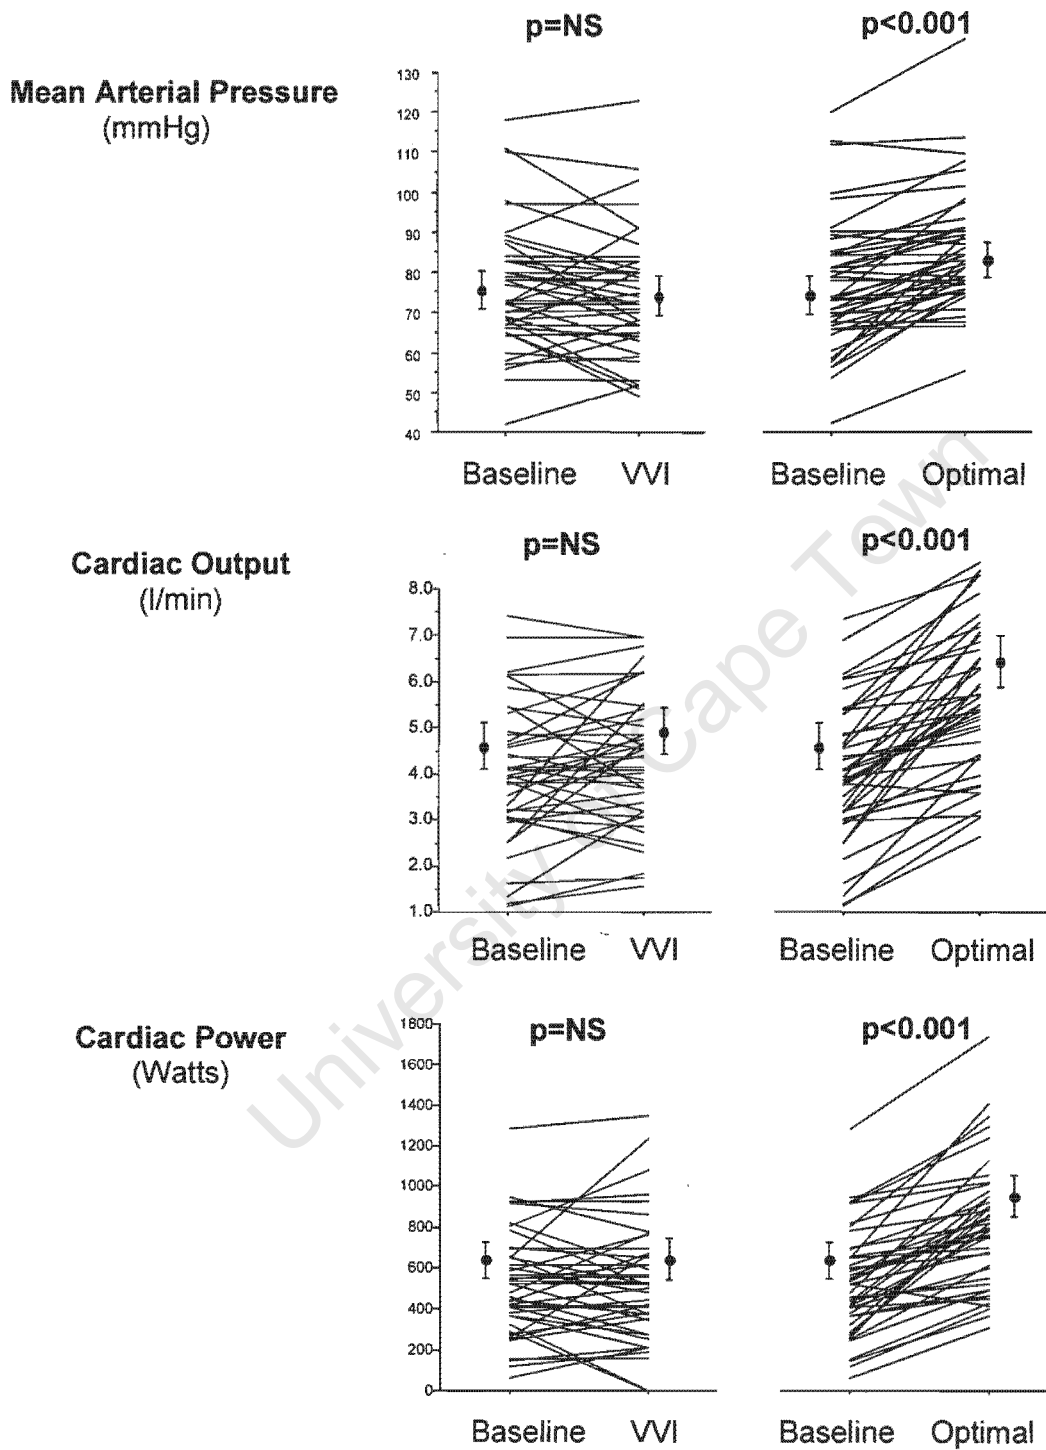 p=NS
p<0.001
Mean Arterial Pressure
(mmHg)
130
120
110
100
90
80
70
60
50
40
Baseline VVI
Baseline Optimal
p=NS
p<0.001
Cardiac Output
(l/min)
8.0
7.0
6.0
5.0
4.0
3.0
2.0
1.0
Baseline VVI
Baseline Optimal
p=NS
p<0.001
Cardiac Power
(Watts)
1800
1600
1400
1200
1000
800
600
400
200
0
Baseline VVI
Baseline Optimal
University of Cape Town